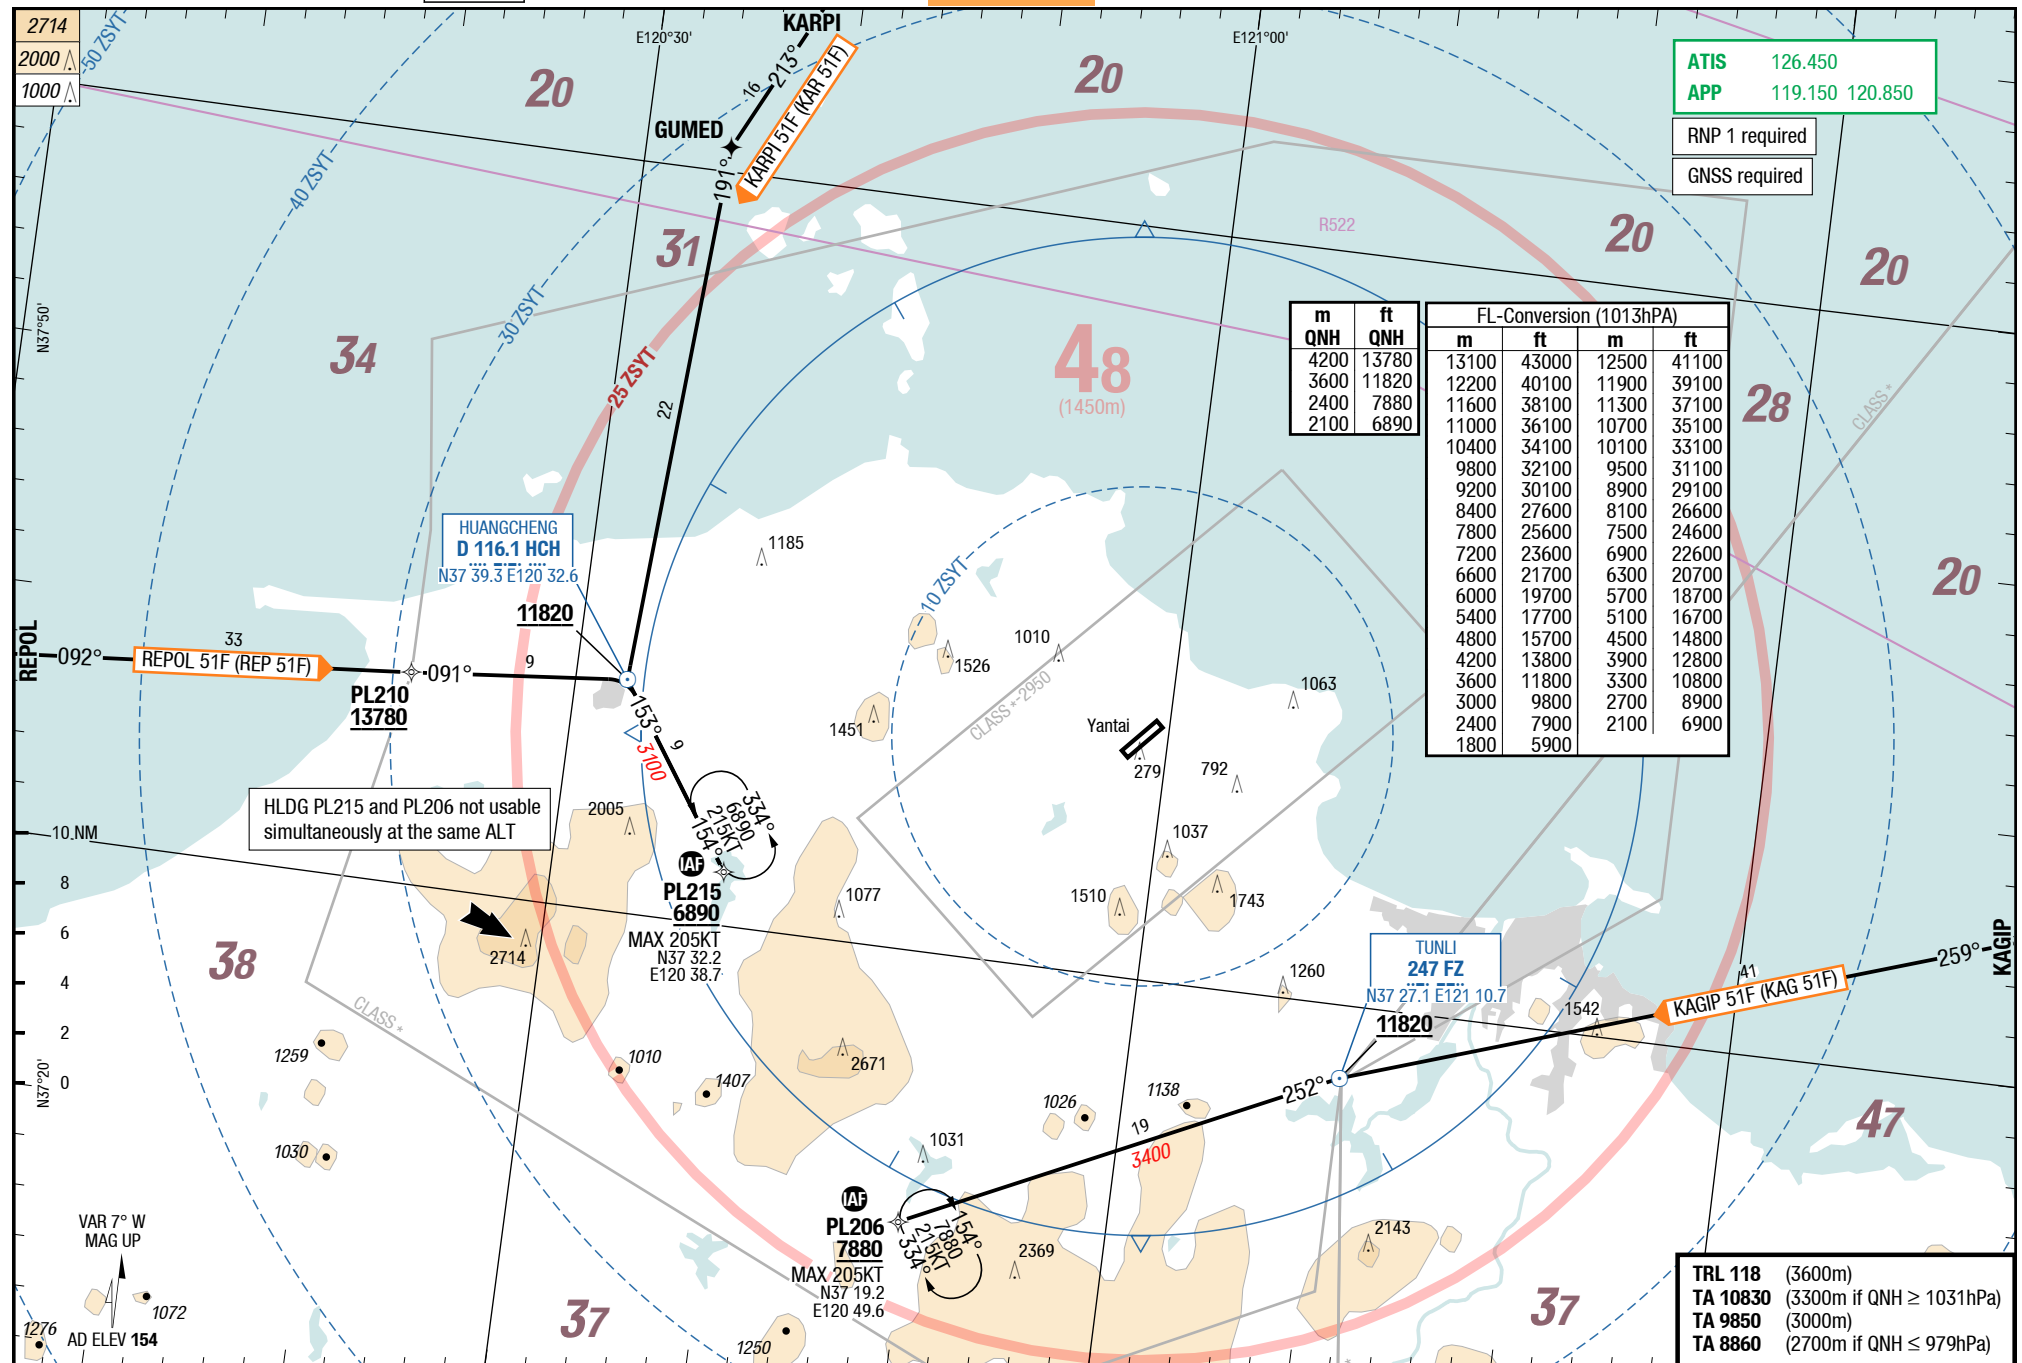 2714
2000
1000
50 ZSYT
40 ZSYT
30 ZSYT
25 ZSYT
10 ZSYT
E120°30'
E121°00'
KARPI
213°
16
KARPI 51F (KAR 51F)
GUMED
191°
22
20
20
20
20
20
31
34
28
48
(1450m)
R522
ATIS 126.450
APP 119.150 120.850
RNP 1 required
GNSS required
m ft
QNH QNH
4200 13780
3600 11820
2400 7880
2100 6890
FL-Conversion (1013hPA)
m ft m ft
13100 43000 12500 41100
12200 40100 11900 39100
11600 38100 11300 37100
11000 36100 10700 35100
10400 34100 10100 33100
9800 32100 9500 31100
9200 30100 8900 29100
8400 27600 8100 26600
7800 25600 7500 24600
7200 23600 6900 22600
6600 21700 6300 20700
6000 19700 5700 18700
5400 17700 5100 16700
4800 15700 4500 14800
4200 13800 3900 12800
3600 11800 3300 10800
3000 9800 2700 8900
2400 7900 2100 6900
1800 5900
CLASS *
N37°50'
HUANGCHENG
D 116.1 HCH
N37 39.3 E120 32.6
11820
1185
REPOL
092°
33
REPOL 51F (REP 51F)
091°
9
PL210
13780
153°
9
3100
1010
1526
1451
CLASS *-2950
1063
Yantai
279
792
HLDG PL215 and PL206 not usable
simultaneously at the same ALT
2005
334°
6890
215KT
154°
IAF
PL215
6890
MAX 205KT
N37 32.2
E120 38.7
10 NM
8
6
4
2
0
N37°20'
2714
38
CLASS *
1077
1037
1510
1743
1260
TUNLI
247 FZ
N37 27.1 E121 10.7
11820
1542
41
KAGIP 51F (KAG 51F)
259°
KAGIP
1259
1010
1407
2671
1026
1138
252°
19
3400
47
1030
1031
IAF
PL206
7880
MAX 205KT
N37 19.2
E120 49.6
154°
7880
215KT
334°
2369
2143
VAR 7° W
MAG UP
1072
1276
AD ELEV 154
37
1250
37
TRL 118 (3600m)
TA 10830 (3300m if QNH ≥ 1031hPa)
TA 9850 (3000m)
TA 8860 (2700m if QNH ≤ 979hPa)